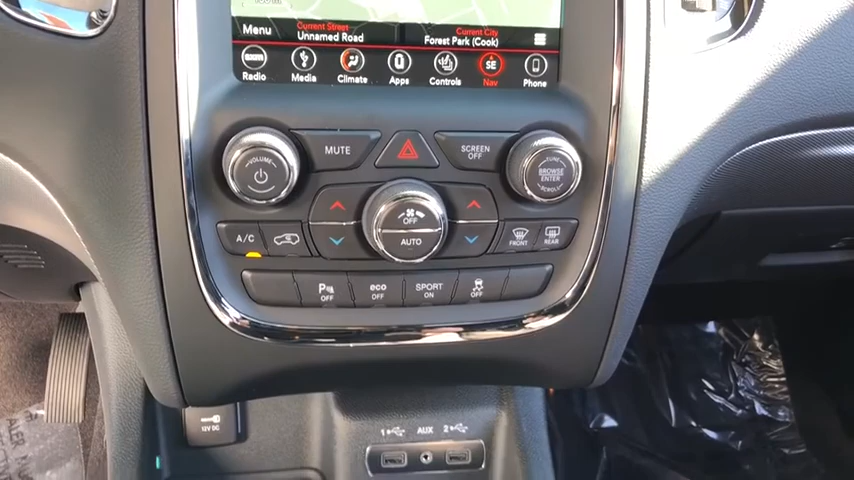 Menu
Current Street
Unnamed Road
Current City
Forest Park (Cook)
sxm
SE
Radio
Media
Climate
Apps
Controls
Nav
Phone
MUTE
SCREEN
OFF
VOLUME
TUNE
BROWSE
ENTER
SCROLL
OFF
AUTO
A/C
FRONT
REAR
P
OFF
eco
OFF
SPORT
ON
OFF
12V DC
1
AUX
2